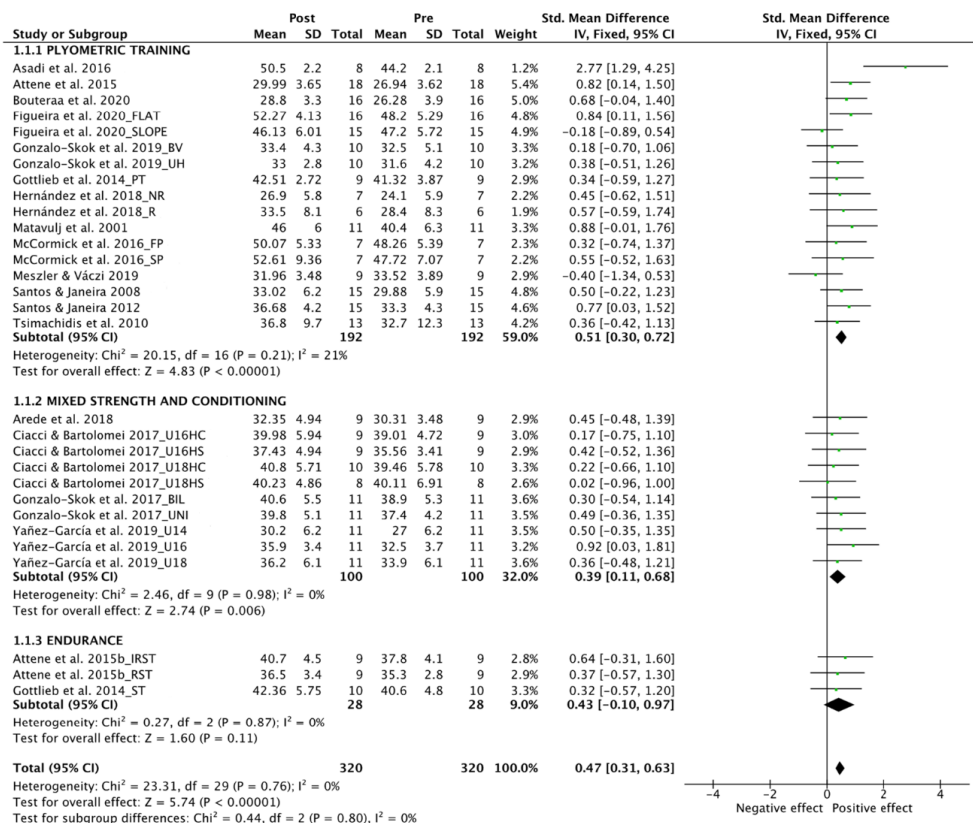 Post Pre Std. Mean Difference Std. Mean Difference
Study or Subgroup Mean SD Total Mean SD Total Weight IV, Fixed, 95% CI IV, Fixed, 95% CI
1.1.1 PLYOMETRIC TRAINING
Asadi et al. 2016 50.5 2.2 8 44.2 2.1 8 1.2% 2.77 [1.29, 4.25]
Attene et al. 2015 29.99 3.65 18 26.94 3.62 18 5.4% 0.82 [0.14, 1.50]
Bouteraa et al. 2020 28.8 3.3 16 26.28 3.9 16 5.0% 0.68 [-0.04, 1.40]
Figueira et al. 2020_FLAT 52.27 4.13 16 48.2 5.29 16 4.8% 0.84 [0.11, 1.56]
Figueira et al. 2020_SLOPE 46.13 6.01 15 47.2 5.72 15 4.9% -0.18 [-0.89, 0.54]
Gonzalo-Skok et al. 2019_BV 33.4 4.3 10 32.5 5.1 10 3.3% 0.18 [-0.70, 1.06]
Gonzalo-Skok et al. 2019_UH 33 2.8 10 31.6 4.2 10 3.2% 0.38 [-0.51, 1.26]
Gottlieb et al. 2014_PT 42.51 2.72 9 41.32 3.87 9 2.9% 0.34 [-0.59, 1.27]
Hernández et al. 2018_NR 26.9 5.8 7 24.1 5.9 7 2.2% 0.45 [-0.62, 1.51]
Hernández et al. 2018_R 33.5 8.1 6 28.4 8.3 6 1.9% 0.57 [-0.59, 1.74]
Matavulj et al. 2001 46 6 11 40.4 6.3 11 3.3% 0.88 [-0.01, 1.76]
McCormick et al. 2016_FP 50.07 5.33 7 48.26 5.39 7 2.3% 0.32 [-0.74, 1.37]
McCormick et al. 2016_SP 52.61 9.36 7 47.72 7.07 7 2.2% 0.55 [-0.52, 1.63]
Meszler & Váczi 2019 31.96 3.48 9 33.52 3.89 9 2.9% -0.40 [-1.34, 0.53]
Santos & Janeira 2008 33.02 6.2 15 29.88 5.9 15 4.8% 0.50 [-0.22, 1.23]
Santos & Janeira 2012 36.68 4.2 15 33.3 4.3 15 4.6% 0.77 [0.03, 1.52]
Tsimachidis et al. 2010 36.8 9.7 13 32.7 12.3 13 4.2% 0.36 [-0.42, 1.13]
Subtotal (95% CI) 192 192 59.0% 0.51 [0.30, 0.72]
Heterogeneity: Chi² = 20.15, df = 16 (P = 0.21); I² = 21%
Test for overall effect: Z = 4.83 (P < 0.00001)
1.1.2 MIXED STRENGTH AND CONDITIONING
Arede et al. 2018 32.35 4.94 9 30.31 3.48 9 2.9% 0.45 [-0.48, 1.39]
Ciacci & Bartolomei 2017_U16HC 39.98 5.94 9 39.01 4.72 9 3.0% 0.17 [-0.75, 1.10]
Ciacci & Bartolomei 2017_U16HS 37.43 4.94 9 35.56 3.41 9 2.9% 0.42 [-0.52, 1.36]
Ciacci & Bartolomei 2017_U18HC 40.8 5.71 10 39.46 5.78 10 3.3% 0.22 [-0.66, 1.10]
Ciacci & Bartolomei 2017_U18HS 40.23 4.86 8 40.11 6.91 8 2.6% 0.02 [-0.96, 1.00]
Gonzalo-Skok et al. 2017_BIL 40.6 5.5 11 38.9 5.3 11 3.6% 0.30 [-0.54, 1.14]
Gonzalo-Skok et al. 2017_UNI 39.8 5.1 11 37.4 4.2 11 3.5% 0.49 [-0.36, 1.35]
Yañez-García et al. 2019_U14 30.2 6.2 11 27 6.2 11 3.5% 0.50 [-0.35, 1.35]
Yañez-García et al. 2019_U16 35.9 3.4 11 32.5 3.7 11 3.2% 0.92 [0.03, 1.81]
Yañez-García et al. 2019_U18 36.2 6.1 11 33.9 6.1 11 3.6% 0.36 [-0.48, 1.21]
Subtotal (95% CI) 100 100 32.0% 0.39 [0.11, 0.68]
Heterogeneity: Chi² = 2.46, df = 9 (P = 0.98); I² = 0%
Test for overall effect: Z = 2.74 (P = 0.006)
1.1.3 ENDURANCE
Attene et al. 2015b_IRST 40.7 4.5 9 37.8 4.1 9 2.8% 0.64 [-0.31, 1.60]
Attene et al. 2015b_RST 36.5 3.4 9 35.3 2.8 9 2.9% 0.37 [-0.57, 1.30]
Gottlieb et al. 2014_ST 42.36 5.75 10 40.6 4.8 10 3.3% 0.32 [-0.57, 1.20]
Subtotal (95% CI) 28 28 9.0% 0.43 [-0.10, 0.97]
Heterogeneity: Chi² = 0.27, df = 2 (P = 0.87); I² = 0%
Test for overall effect: Z = 1.60 (P = 0.11)
Total (95% CI) 320 320 100.0% 0.47 [0.31, 0.63]
Heterogeneity: Chi² = 23.31, df = 29 (P = 0.76); I² = 0%
Test for overall effect: Z = 5.74 (P < 0.00001)
Test for subgroup differences: Chi² = 0.44, df = 2 (P = 0.80), I² = 0%
-4 -2 0 2 4
Negative effect Positive effect